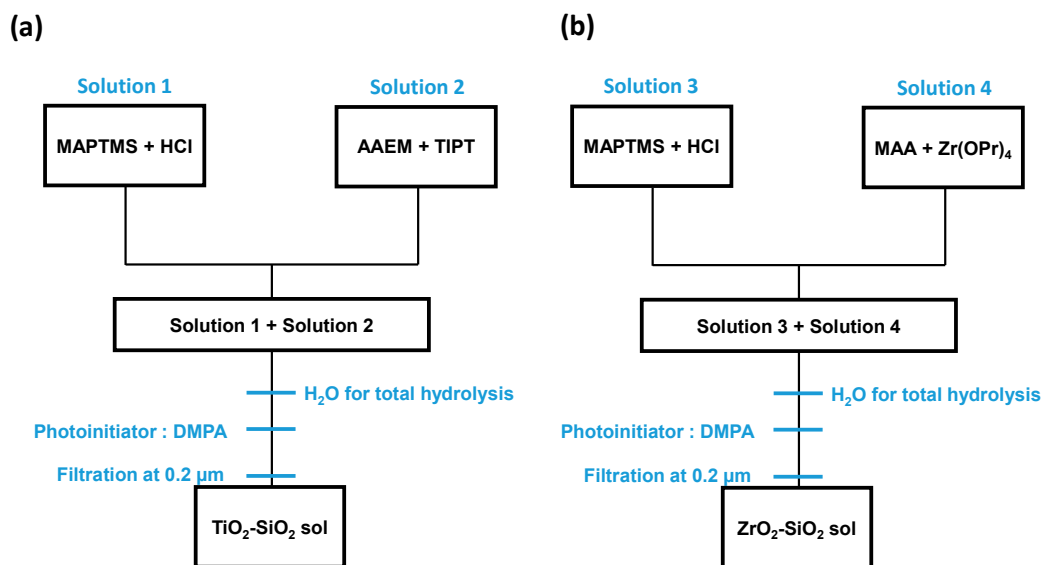 (a)
Solution 1
Solution 2
MAPTMS + HCl
AAEM + TIPT
Solution 1 + Solution 2
H₂O for total hydrolysis
Photoinitiator : DMPA
Filtration at 0.2 µm
TiO₂-SiO₂ sol
(b)
Solution 3
Solution 4
MAPTMS + HCl
MAA + Zr(OPr)₄
Solution 3 + Solution 4
H₂O for total hydrolysis
Photoinitiator : DMPA
Filtration at 0.2 µm
ZrO₂-SiO₂ sol